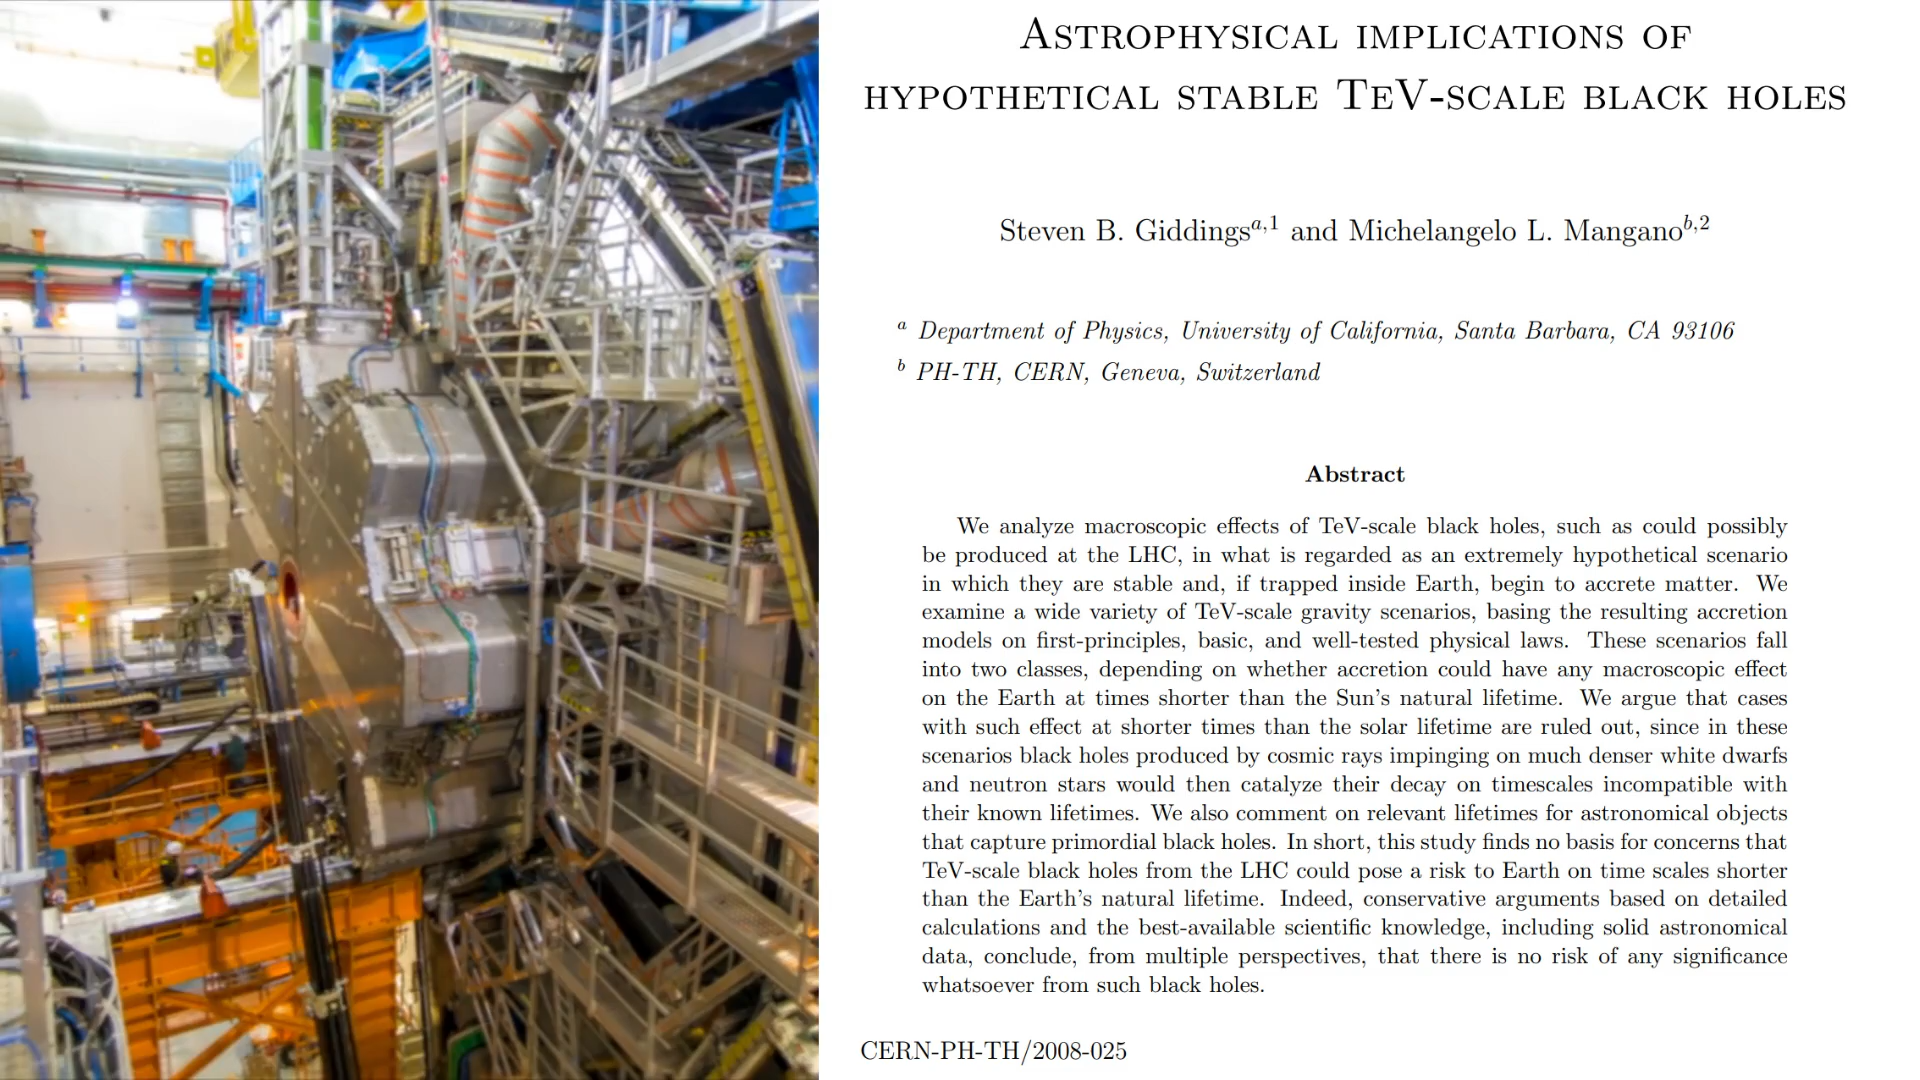 Astrophysical implications of
hypothetical stable TeV-scale black holes
Steven B. Giddings^{a,1} and Michelangelo L. Mangano^{b,2}
^{a} Department of Physics, University of California, Santa Barbara, CA 93106
^{b} PH-TH, CERN, Geneva, Switzerland
Abstract
We analyze macroscopic effects of TeV-scale black holes, such as could possibly
be produced at the LHC, in what is regarded as an extremely hypothetical scenario
in which they are stable and, if trapped inside Earth, begin to accrete matter. We
examine a wide variety of TeV-scale gravity scenarios, basing the resulting accretion
models on first-principles, basic, and well-tested physical laws. These scenarios fall
into two classes, depending on whether accretion could have any macroscopic effect
on the Earth at times shorter than the Sun's natural lifetime. We argue that cases
with such effect at shorter times than the solar lifetime are ruled out, since in these
scenarios black holes produced by cosmic rays impinging on much denser white dwarfs
and neutron stars would then catalyze their decay on timescales incompatible with
their known lifetimes. We also comment on relevant lifetimes for astronomical objects
that capture primordial black holes. In short, this study finds no basis for concerns that
TeV-scale black holes from the LHC could pose a risk to Earth on time scales shorter
than the Earth's natural lifetime. Indeed, conservative arguments based on detailed
calculations and the best-available scientific knowledge, including solid astronomical
data, conclude, from multiple perspectives, that there is no risk of any significance
whatsoever from such black holes.
CERN-PH-TH/2008-025